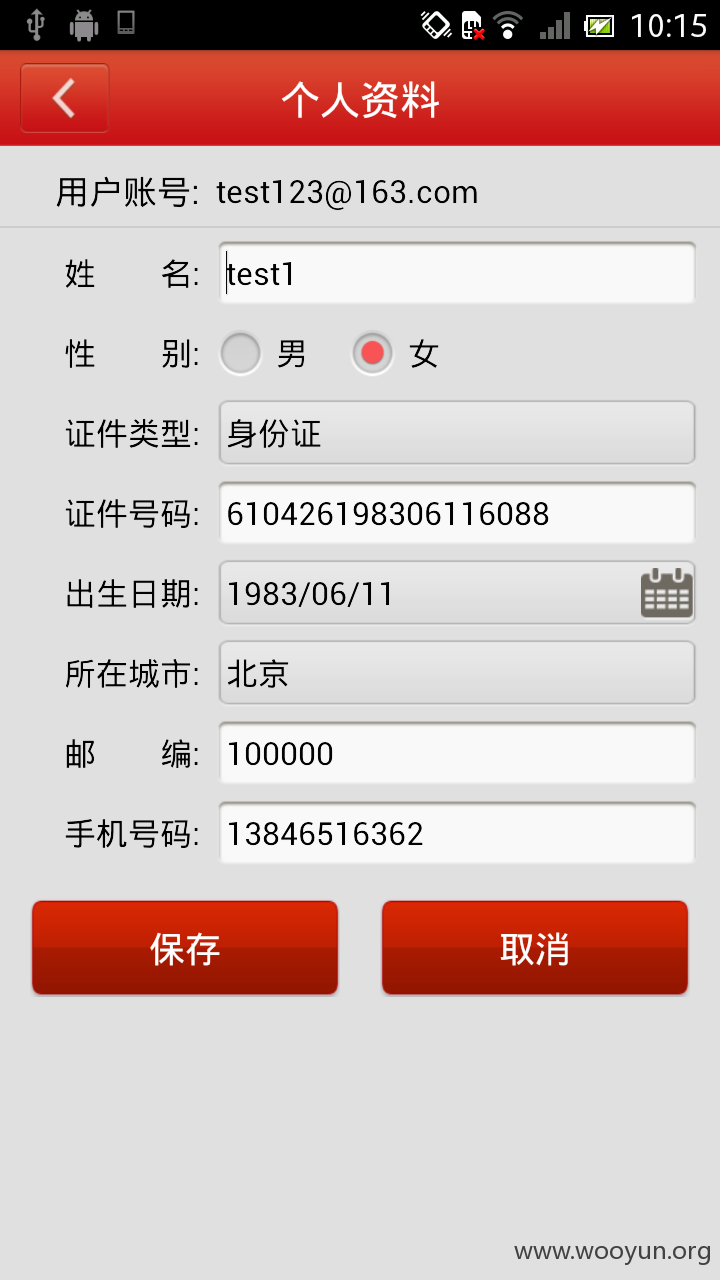 10:15
个人资料
用户账号: test123@163.com
姓 名: test1
性 别: 男 女
证件类型: 身份证
证件号码: 610426198306116088
出生日期: 1983/06/11
所在城市: 北京
邮 编: 100000
手机号码: 13846516362
保存 取消
www.wooyun.org